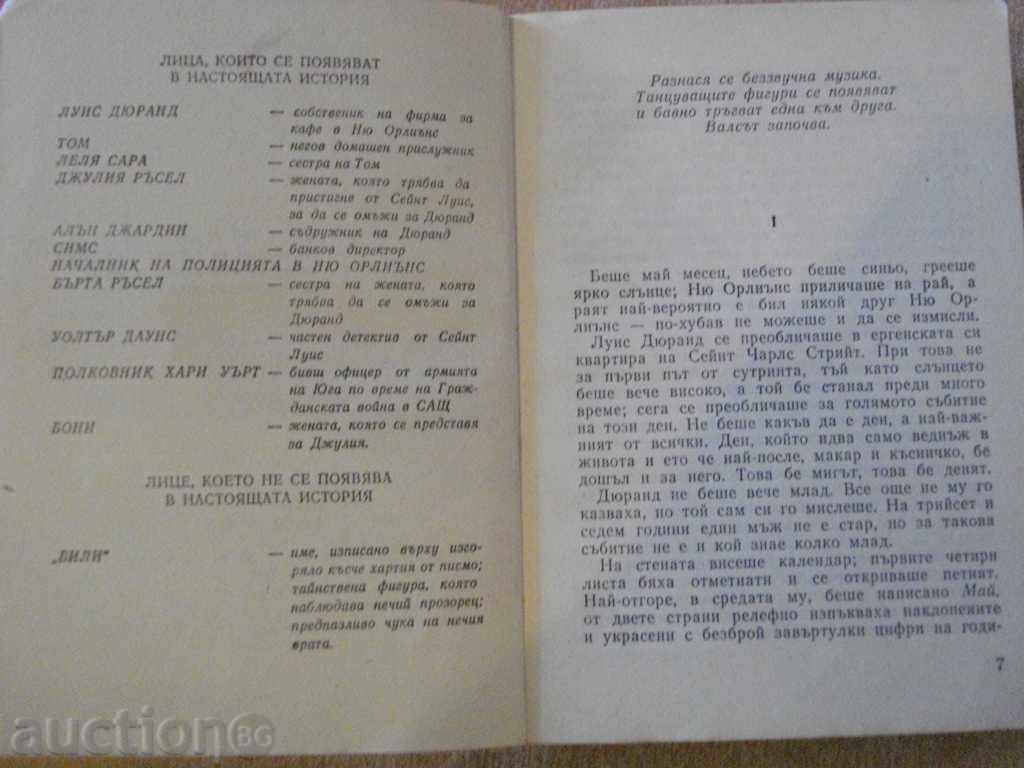 ЛИЦА, КОИТО СЕ ПОЯВЯВАТ
В НАСТОЯЩАТА ИСТОРИЯ
ЛУИС ДЮРАНД — собственик на фирма за
кафе в Ню Орлиънс
ТОМ — негов домашен прислужник
ЛЕЛЯ САРА — сестра на Том
ДЖУЛИЯ РЪСЕЛ — жената, която трябва да
пристигне от Сейнт Луис,
за да се омъжи за Дюранд
АЛЪН ДЖАРДИН — съдружник на Дюранд
СИМС — банков директор
НАЧАЛНИК НА ПОЛИЦИЯТА В НЮ ОРЛИЪНС
БЪРТА РЪСЕЛ — сестра на жената, която
трябва да се омъжи за
Дюранд
УОЛТЪР ДАУНС — частен детектив от Сейнт
Луис
ПОЛКОВНИК ХАРИ УЪРТ — бивш офицер от армията
на Юга по време на Граж-
данската война в САЩ
БОНИ — жената, която се представя
за Джулия.
ЛИЦЕ, КОЕТО НЕ СЕ ПОЯВЯВА
В НАСТОЯЩАТА ИСТОРИЯ
„БИЛИ“ — име, изписано върху изго-
ряло късче хартия от писмо;
тайнствена фигура, която
наблюдава нечий прозорец;
предпазливо чука на нечия
врата.
auctionBG
Разнася се беззвучна музика.
Танцуващите фигури се появяват
и бавно тръгват една към друга.
Валсът започва.
1
Беше май месец, небето беше синьо, грееше
ярко слънце; Ню Орлиънс приличаше на рай, а
раят най-вероятно е бил някой друг Ню Ор-
лиънс — по-хубав не можеше и да се измисли.
Луис Дюранд се преобличаше в ергенската си
квартира на Сейнт Чарлс Стрийт. При това не
за първи път от сутринта, тъй като слънцето
беше вече високо, а той бе станал преди много
време; сега се преобличаше за голямото събитие
на този ден. Не беше какъв да е ден, а най-важ-
ният от всички. Ден, който идва само веднъж в
живота и ето че най-после, макар и късничко, бе
дошъл и за него. Това бе мигът, това бе денят.
Дюранд не беше вече млад. Все още не му го
казваха, но той сам си го мислеше. На трийсет и
седем години един мъж не е стар, но за такова
събитие не е и кой знае колко млад.
На стената висеше календар; първите четири
листа бяха отметнати и се откриваше петият.
Най-отгоре, в средата му, беше написано Май,
от двете страни релефно изпъкваха наклонените
и украсени с безброй завъртулки цифри на годи-
7